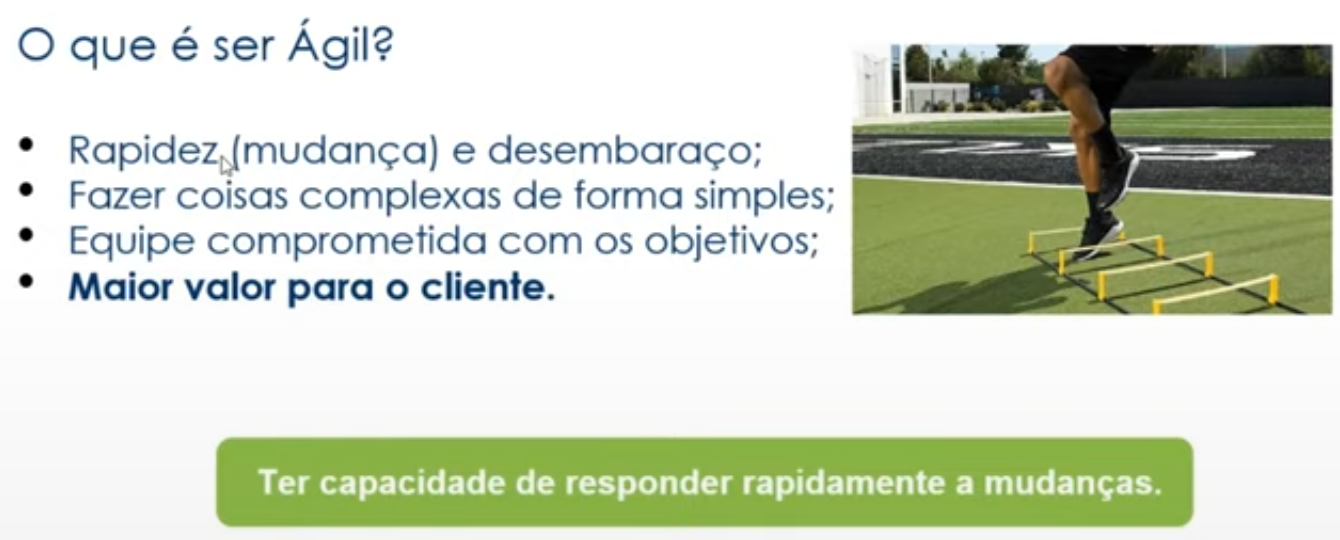 O que é ser Ágil?
• Rapidez (mudança) e desembaraço;
• Fazer coisas complexas de forma simples;
• Equipe comprometida com os objetivos;
• Maior valor para o cliente.
Ter capacidade de responder rapidamente a mudanças.